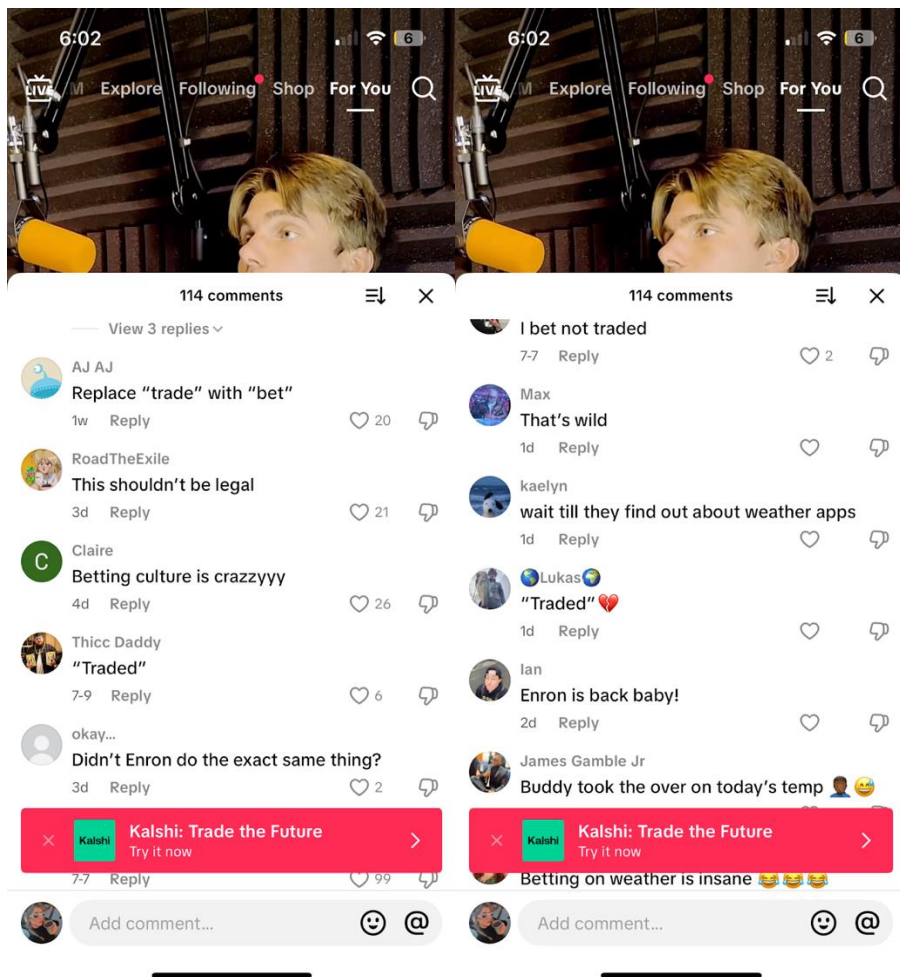 6:02
6
LIVE
M
Explore
Following
Shop
For You
114 comments
View 3 replies
AJ AJ
Replace “trade” with “bet”
1w Reply 20
RoadTheExile
This shouldn’t be legal
3d Reply 21
C
Claire
Betting culture is crazzyyy
4d Reply 26
Thicc Daddy
“Traded”
7-9 Reply 6
okay...
Didn’t Enron do the exact same thing?
3d Reply 2
Kalshi
Kalshi: Trade the Future
Try it now
7-7 Reply 99
Add comment...
@
6:02
6
LIVE
M
Explore
Following
Shop
For You
114 comments
I bet not traded
7-7 Reply 2
Max
That’s wild
1d Reply
kaelyn
wait till they find out about weather apps
1d Reply
🌎Lukas🌍
“Traded”💔
1d Reply
Ian
Enron is back baby!
2d Reply
James Gamble Jr
Buddy took the over on today’s temp 🤦🏾‍♂️😅
Kalshi
Kalshi: Trade the Future
Try it now
Betting on weather is insane 😂😂😂
Add comment...
@